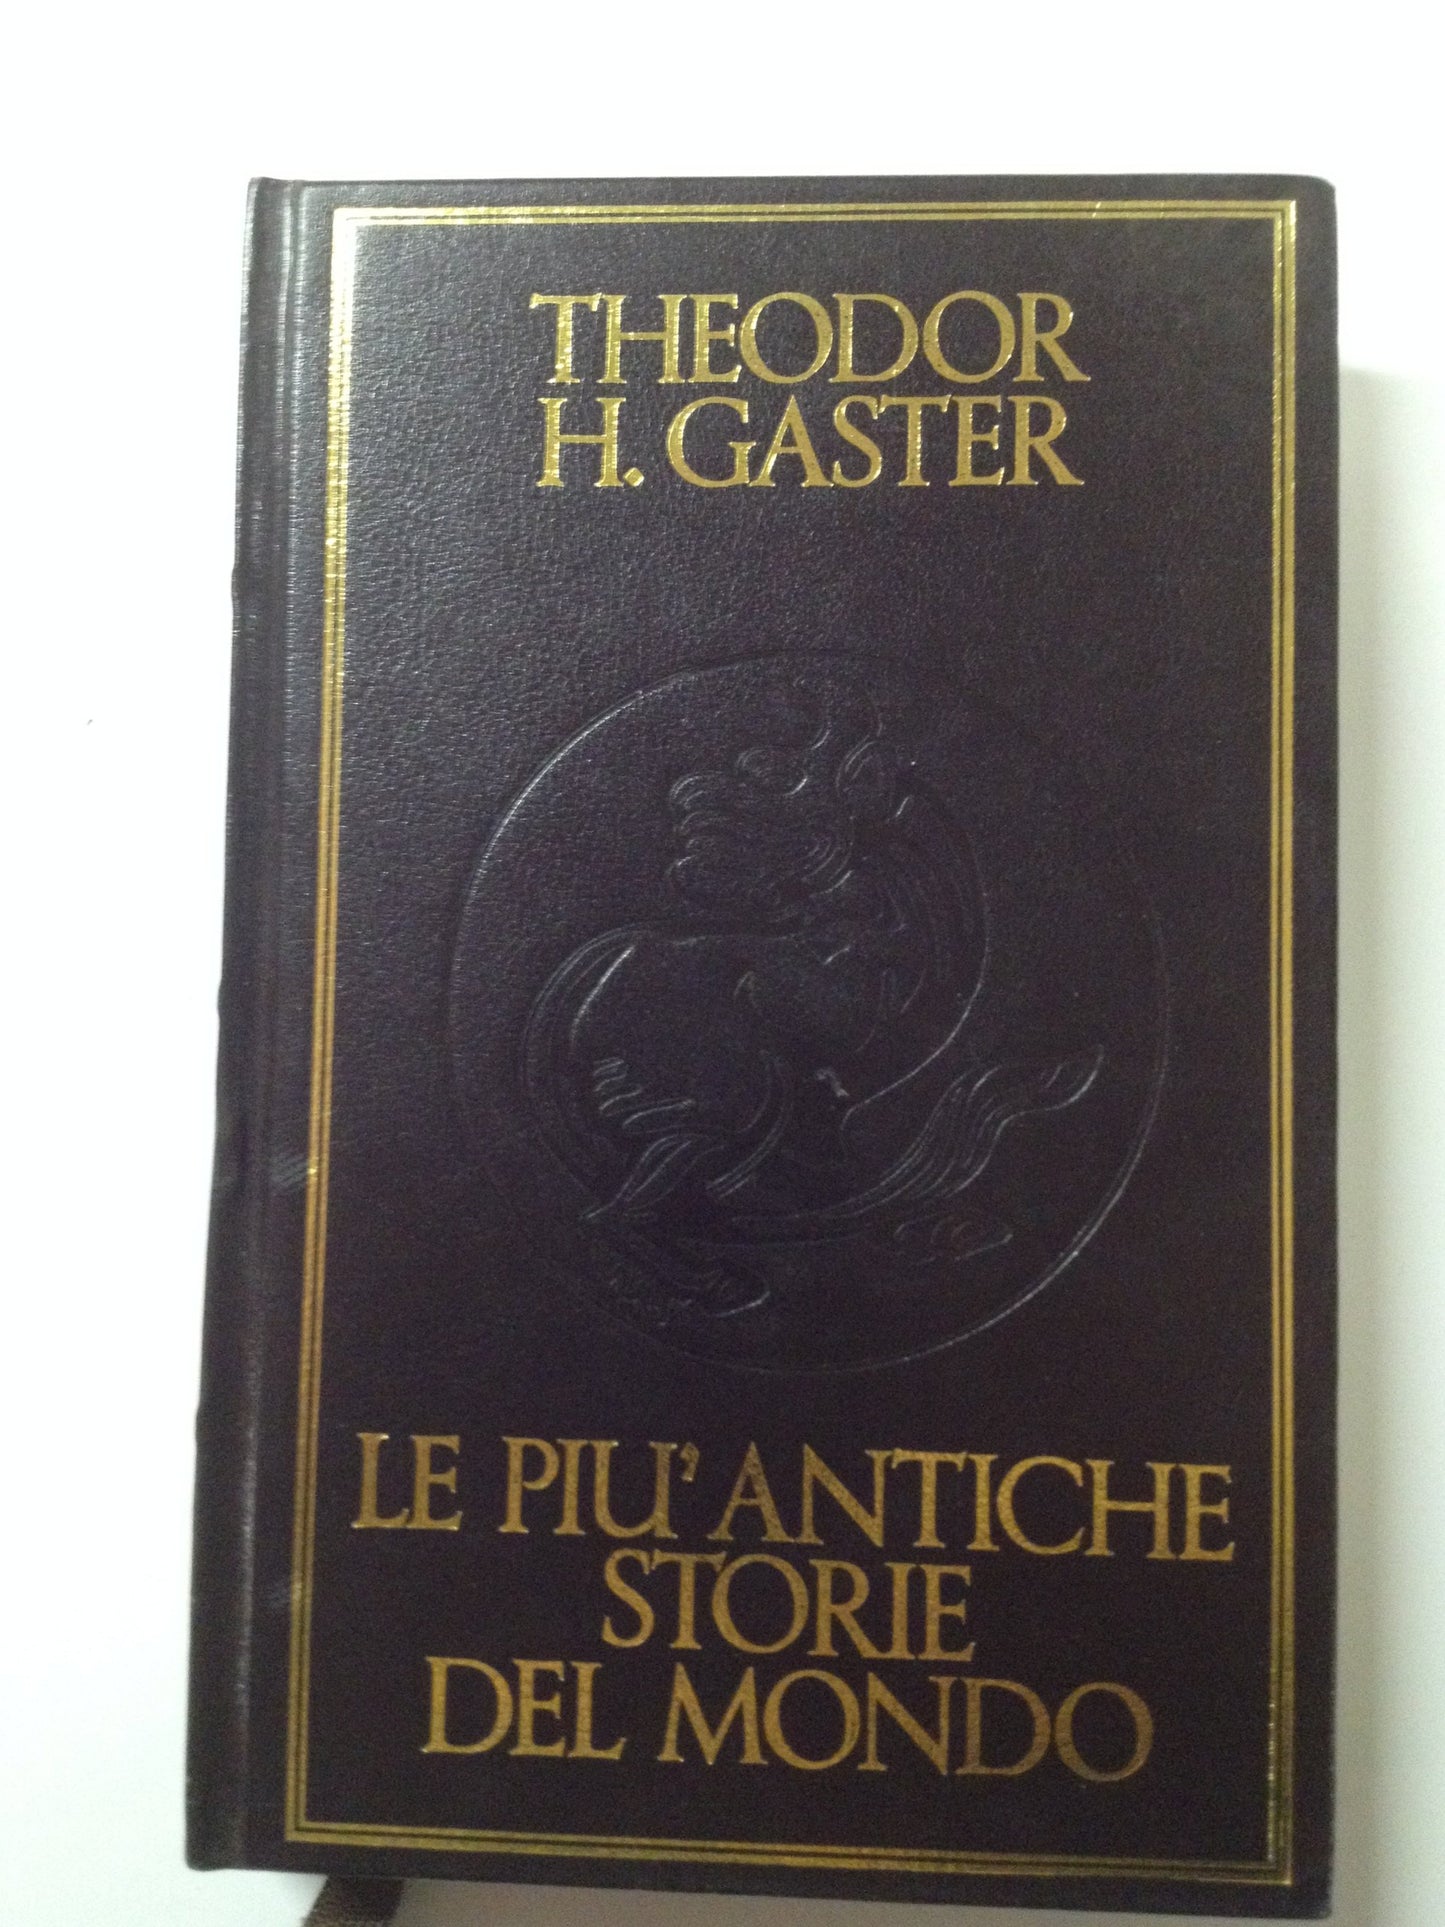 THEODOR
H. GASTER
LE PIU' ANTICHE
STORIE
DEL MONDO